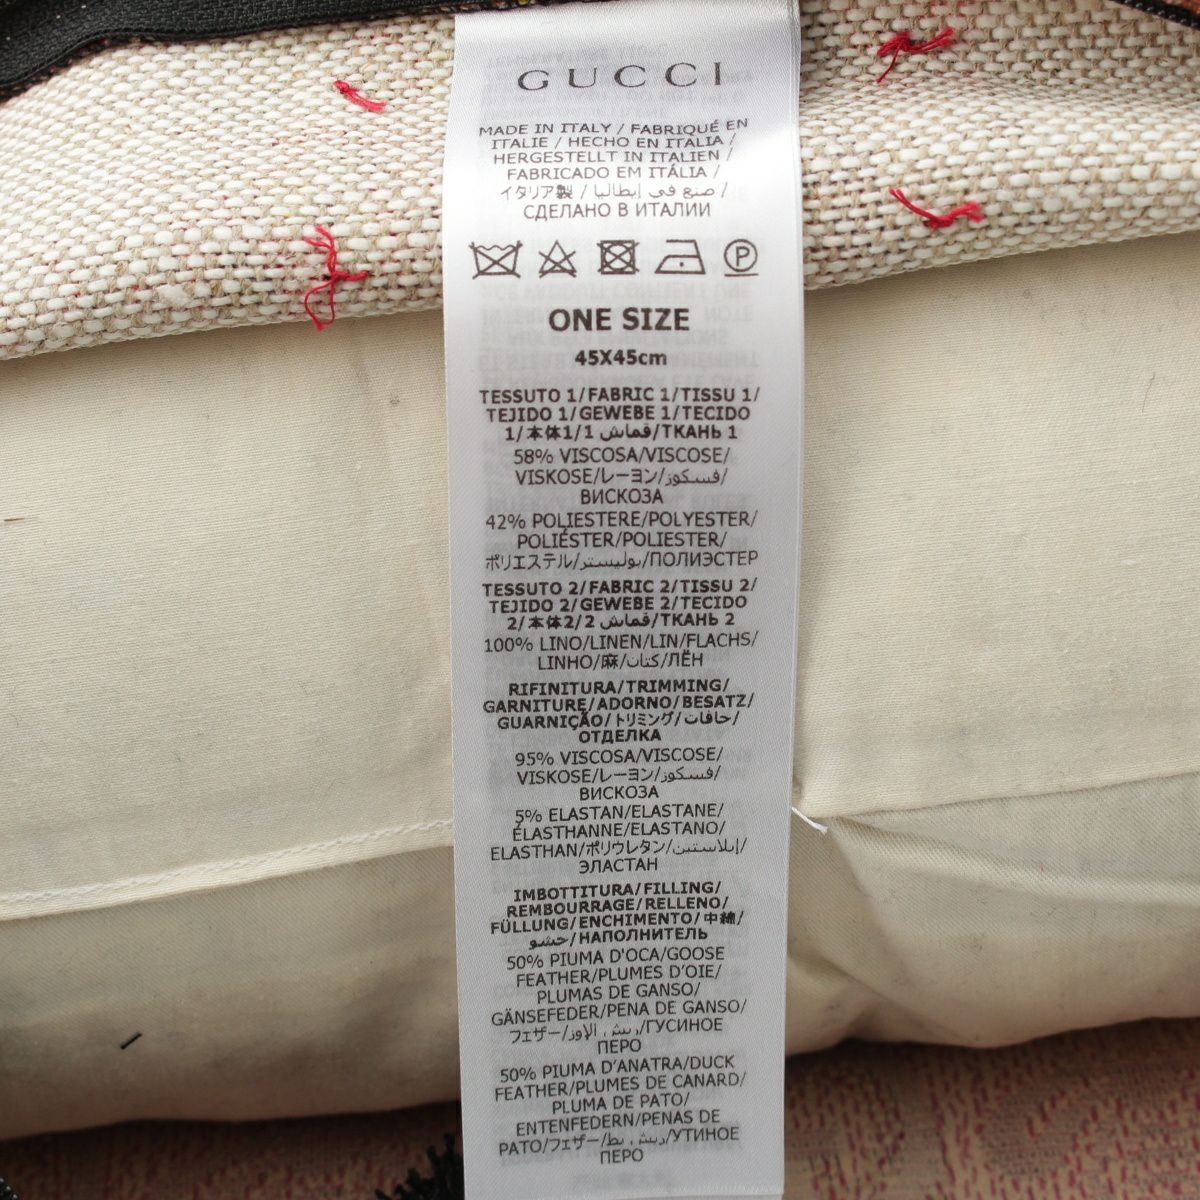 GUCCI
MADE IN ITALY / FABRIQUÉ EN
ITALIE / HECHO EN ITALIA /
HERGESTELLT IN ITALIEN /
FABRICADO EM ITÁLIA /
イタリア製 / صنع في إيطاليا /
СДЕЛАНО В ИТАЛИИ
P
ONE SIZE
45X45cm
TESSUTO 1/FABRIC 1/TISSU 1/
TEJIDO 1/GEWEBE 1/TECIDO
1/本体1/1 قماش/ТКАНЬ 1
58% VISCOSA/VISCOSE/
VISKOSE/レーヨン/فسكوز/
ВИСКОЗА
42% POLIESTERE/POLYESTER/
POLIÉSTER/POLIESTER/
ポリエステル/بوليستر/ПОЛИЭСТЕР
TESSUTO 2/FABRIC 2/TISSU 2/
TEJIDO 2/GEWEBE 2/TECIDO
2/本体2/2 قماش/ТКАНЬ 2
100% LINO/LINEN/LIN/FLACHS/
LINHO/麻/كتان/ЛЁН
RIFINITURA/TRIMMING/
GARNITURE/ADORNO/BESATZ/
GUARNIÇÃO/トリミング/حافات/
ОТДЕЛКА
95% VISCOSA/VISCOSE/
VISKOSE/レーヨン/فسكوز/
ВИСКОЗА
5% ELASTAN/ELASTANE/
ÉLASTHANNE/ELASTANO/
ELASTHAN/ポリウレタン/إيلاستين/
ЭЛАСТАН
IMBOTTITURA/FILLING/
REMBOURRAGE/RELLENO/
FÜLLUNG/ENCHIMENTO/中綿/
حشو/НАПОЛНИТЕЛЬ
50% PIUMA D'OCA/GOOSE
FEATHER/PLUMES D'OIE/
PLUMAS DE GANSO/
GÄNSEFEDER/PENA DE GANSO/
フェザー/ريش الإوز/ГУСИНОЕ
ПЕРО
50% PIUMA D'ANATRA/DUCK
FEATHER/PLUMES DE CANARD/
PLUMA DE PATO/
ENTENFEDERN/PENAS DE
PATO/フェザー/ريش بط/УТИНОЕ
ПЕРО